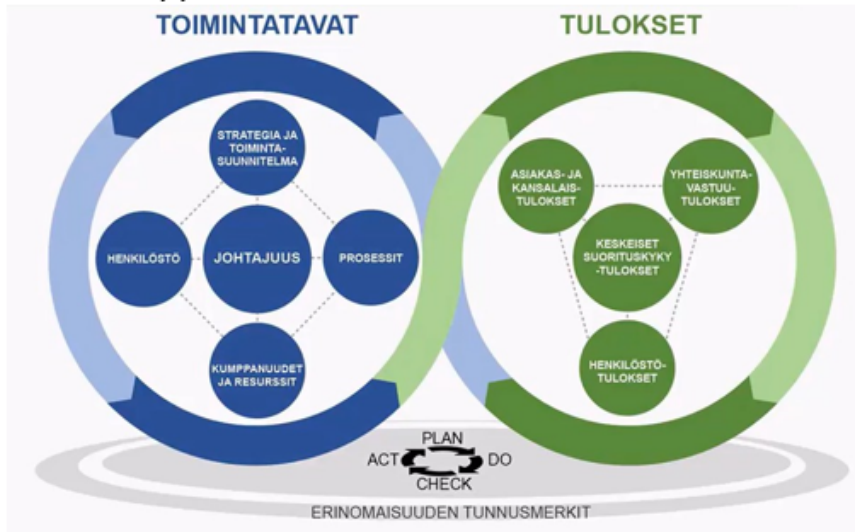 TOIMINTATAVAT
TULOKSET
STRATEGIA JA
TOIMINTA-
SUUNNITELMA
HENKILÖSTÖ
JOHTAJUUS
PROSESSIT
KUMPPANUUDET
JA RESURSSIT
ASIAKAS- JA
KANSALAIS-
TULOKSET
YHTEISKUNTA-
VASTUU-
TULOKSET
KESKEISET
SUORITUSKYKY
-TULOKSET
HENKILÖSTÖ-
TULOKSET
PLAN
ACT
DO
CHECK
ERINOMAISUUDEN TUNNUSMERKIT